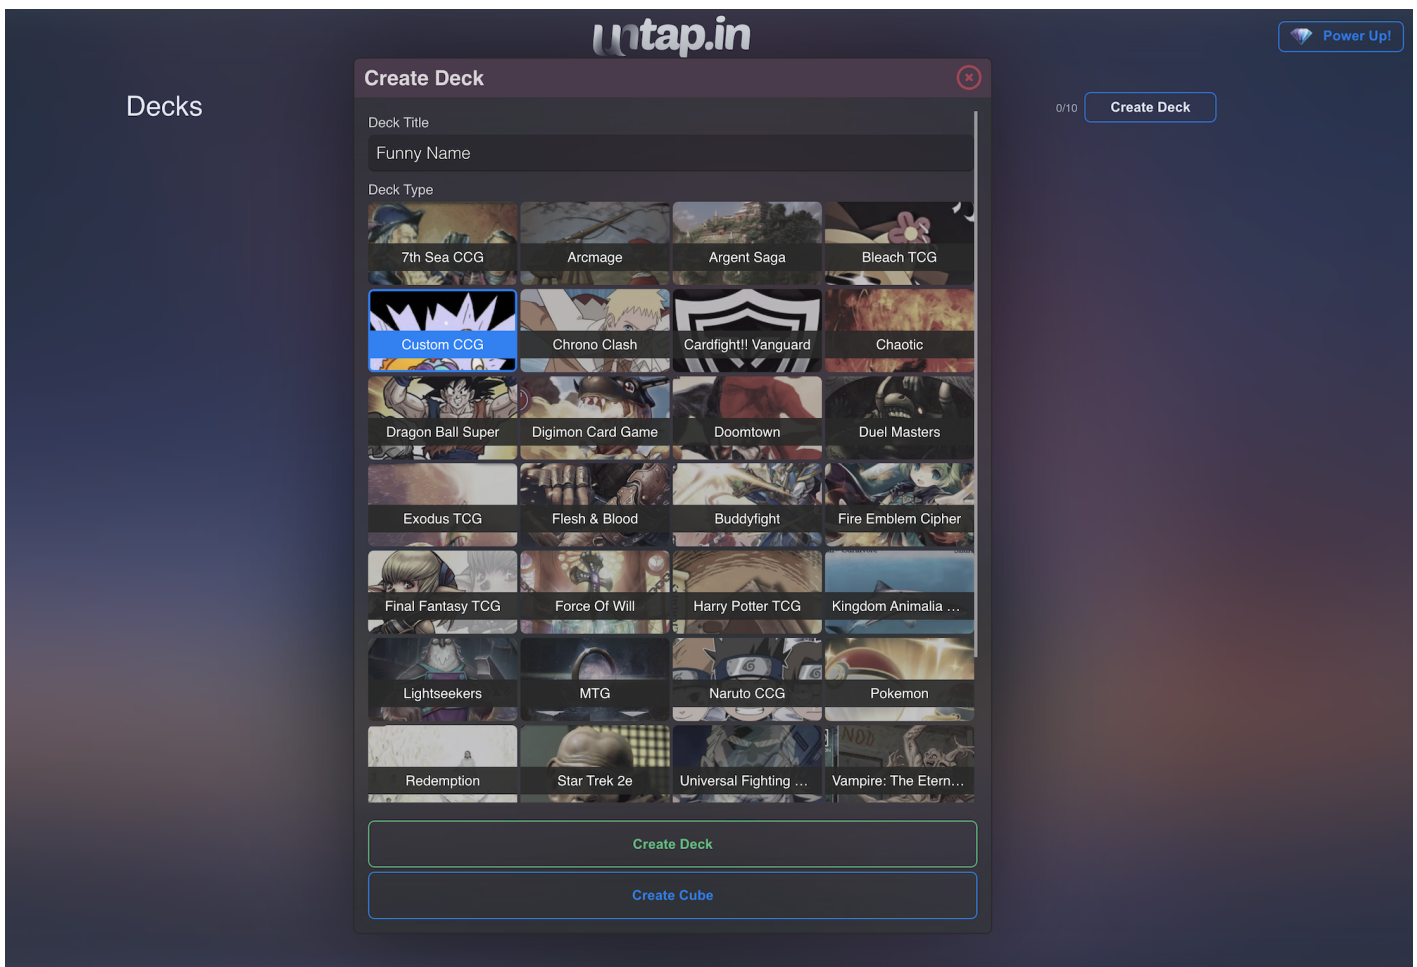 untap.in
Power Up!
Decks
0/10
Create Deck
Create Deck
Deck Title
Funny Name
Deck Type
7th Sea CCG
Arcmage
Argent Saga
Bleach TCG
Custom CCG
Chrono Clash
Cardfight!! Vanguard
Chaotic
Dragon Ball Super
Digimon Card Game
Doomtown
Duel Masters
Exodus TCG
Flesh & Blood
Buddyfight
Fire Emblem Cipher
Final Fantasy TCG
Force Of Will
Harry Potter TCG
Kingdom Animalia ...
Lightseekers
MTG
Naruto CCG
Pokemon
Redemption
Star Trek 2e
Universal Fighting ...
NDD
Vampire: The Etern...
Create Deck
Create Cube